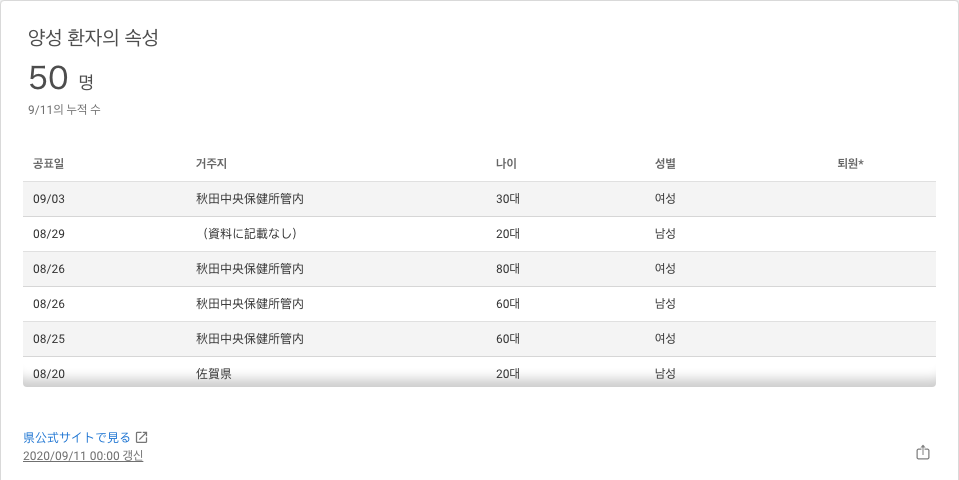 양성 환자의 속성
50 명
9/11의 누적 수
공표일 거주지 나이 성별 퇴원*
09/03 秋田中央保健所管内 30대 여성
08/29 （資料に記載なし） 20대 남성
08/26 秋田中央保健所管内 80대 여성
08/26 秋田中央保健所管内 60대 남성
08/25 秋田中央保健所管内 60대 여성
08/20 佐賀県 20대 남성
県公式サイトで見る
2020/09/11 00:00 갱신